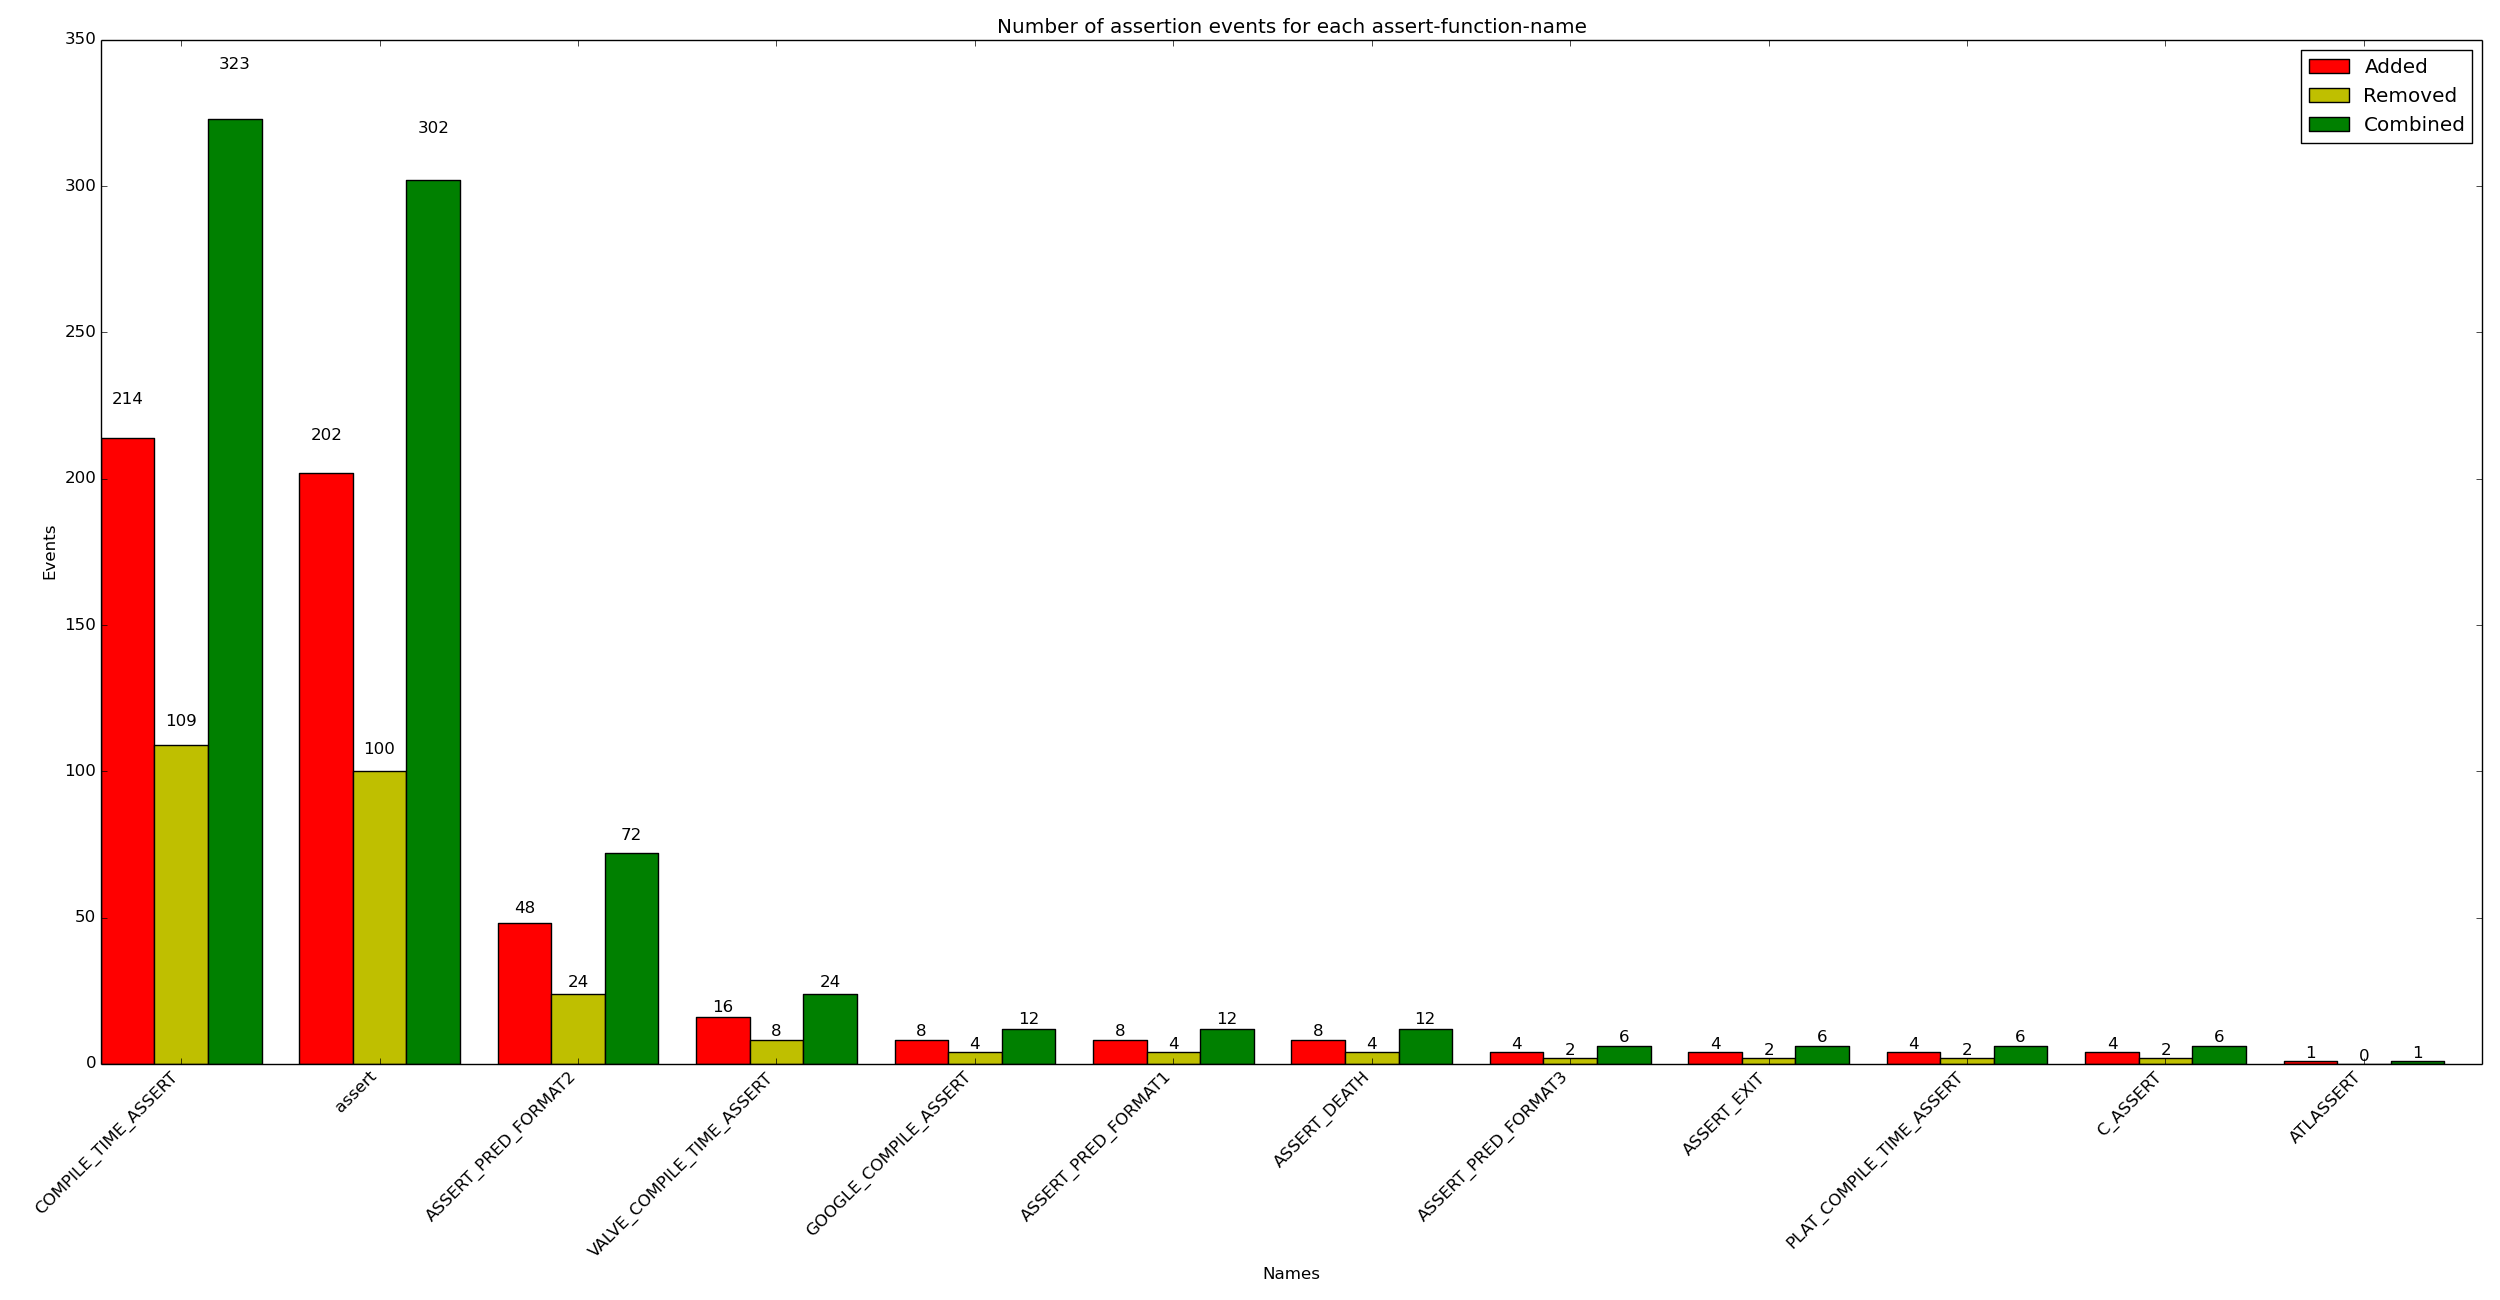 Number of assertion events for each assert-function-name
350
300
250
200
150
100
50
0
Events
Added
Removed
Combined
214
109
323
202
100
302
48
24
72
16
8
24
8
4
12
8
4
12
8
4
12
4
2
6
4
2
6
4
2
6
4
2
6
1
0
1
COMPILE_TIME_ASSERT
assert
ASSERT_PRED_FORMAT2
VALVE_COMPILE_TIME_ASSERT
GOOGLE_COMPILE_ASSERT
ASSERT_PRED_FORMAT1
ASSERT_DEATH
ASSERT_PRED_FORMAT3
ASSERT_EXIT
PLAT_COMPILE_TIME_ASSERT
C_ASSERT
ATLASSERT
Names